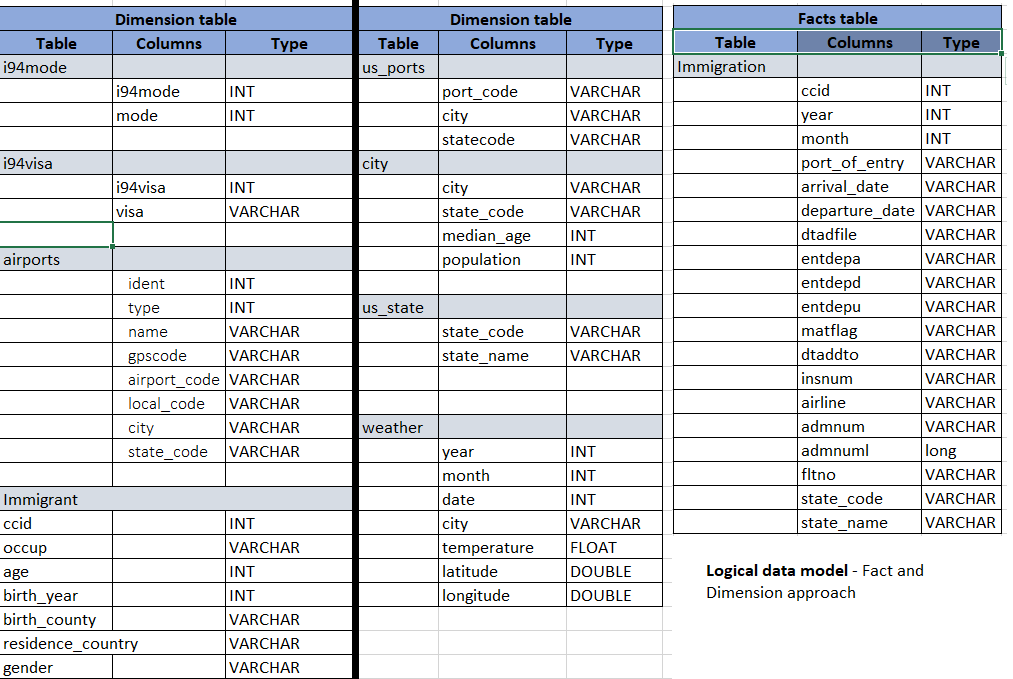 Dimension table
Table Columns Type
i94mode
i94mode INT
mode INT
i94visa
i94visa INT
visa VARCHAR
airports
ident INT
type INT
name VARCHAR
gpscode VARCHAR
airport_code VARCHAR
local_code VARCHAR
city VARCHAR
state_code VARCHAR
Immigrant
ccid INT
occup VARCHAR
age INT
birth_year INT
birth_county VARCHAR
residence_country VARCHAR
gender VARCHAR
Dimension table
Table Columns Type
us_ports
port_code VARCHAR
city VARCHAR
statecode VARCHAR
city
city VARCHAR
state_code VARCHAR
median_age INT
population INT
us_state
state_code VARCHAR
state_name VARCHAR
weather
year INT
month INT
date INT
city VARCHAR
temperature FLOAT
latitude DOUBLE
longitude DOUBLE
Facts table
Table Columns Type
Immigration
ccid INT
year INT
month INT
port_of_entry VARCHAR
arrival_date VARCHAR
departure_date VARCHAR
dtadfile VARCHAR
entdepa VARCHAR
entdepd VARCHAR
entdepu VARCHAR
matflag VARCHAR
dtaddto VARCHAR
insnum VARCHAR
airline VARCHAR
admnum VARCHAR
admnuml long
fltno VARCHAR
state_code VARCHAR
state_name VARCHAR
Logical data model - Fact and
Dimension approach